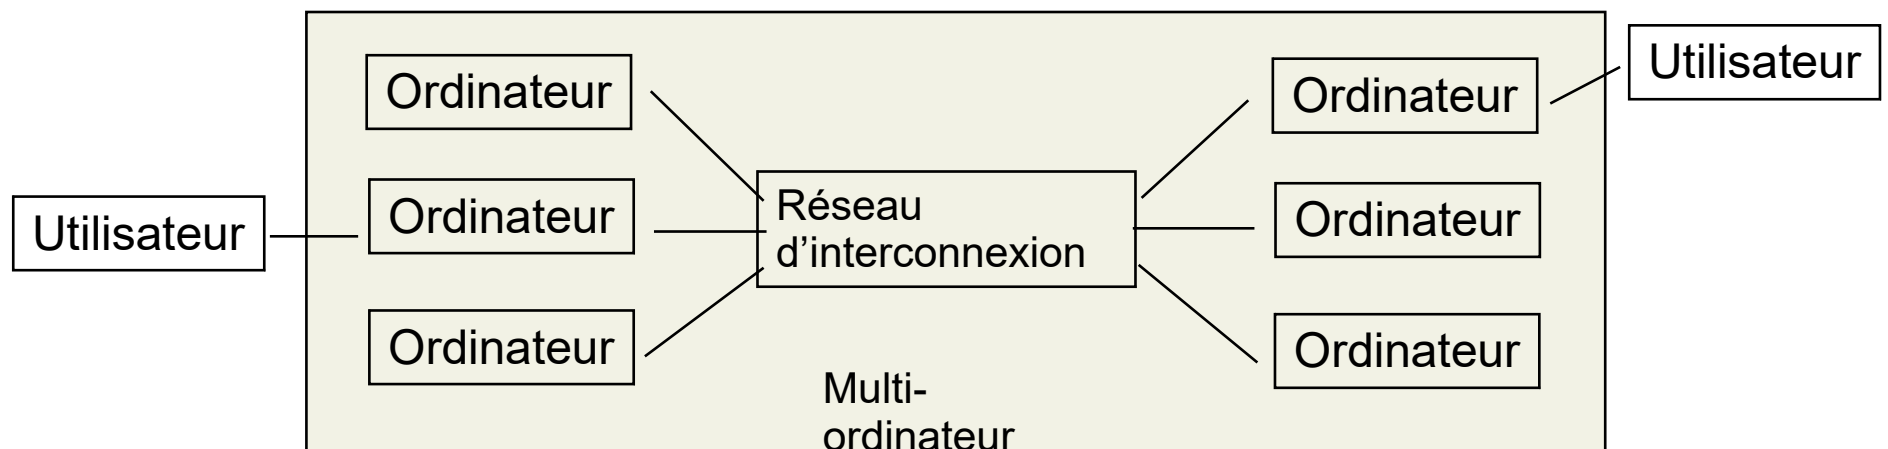 Utilisateur
Ordinateur
Ordinateur
Ordinateur
Réseau
d’interconnexion
Multi-
ordinateur
Ordinateur
Ordinateur
Ordinateur
Utilisateur